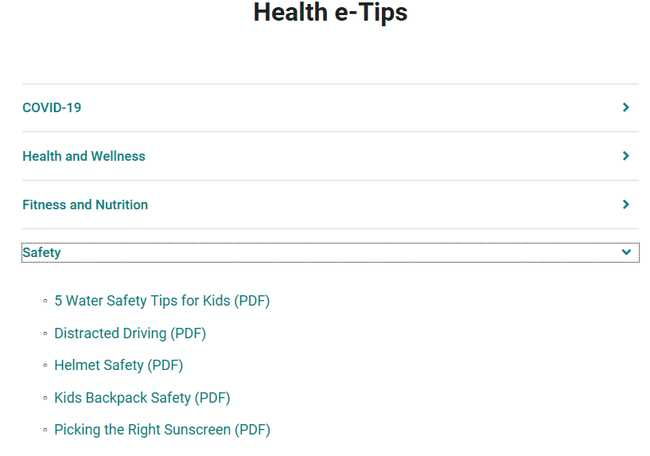 Health e-Tips
COVID-19
Health and Wellness
Fitness and Nutrition
Safety
5 Water Safety Tips for Kids (PDF)
Distracted Driving (PDF)
Helmet Safety (PDF)
Kids Backpack Safety (PDF)
Picking the Right Sunscreen (PDF)